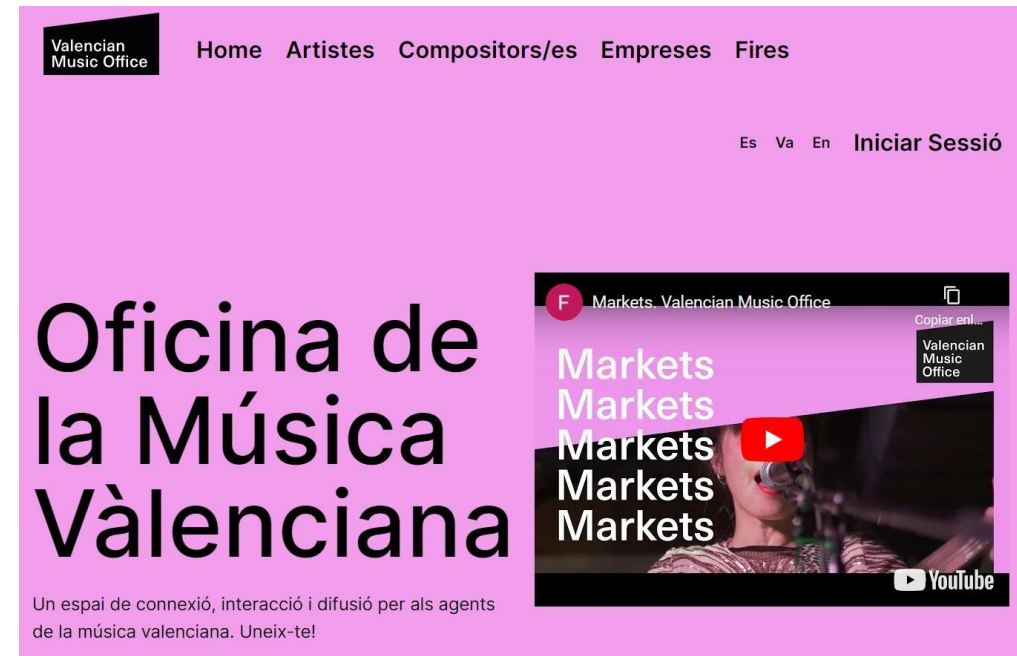 Valencian
Music Office
Home Artistes Compositors/es Empreses Fires
Es Va En Iniciar Sessió
Oficina de
la Música
Vàlenciana
Un espai de connexió, interacció i difusió per als agents
de la música valenciana. Uneix-te!
F Markets. Valencian Music Office
Copiar enl...
Valencian
Music
Office
Markets
Markets
Markets
Markets
Markets
YouTube